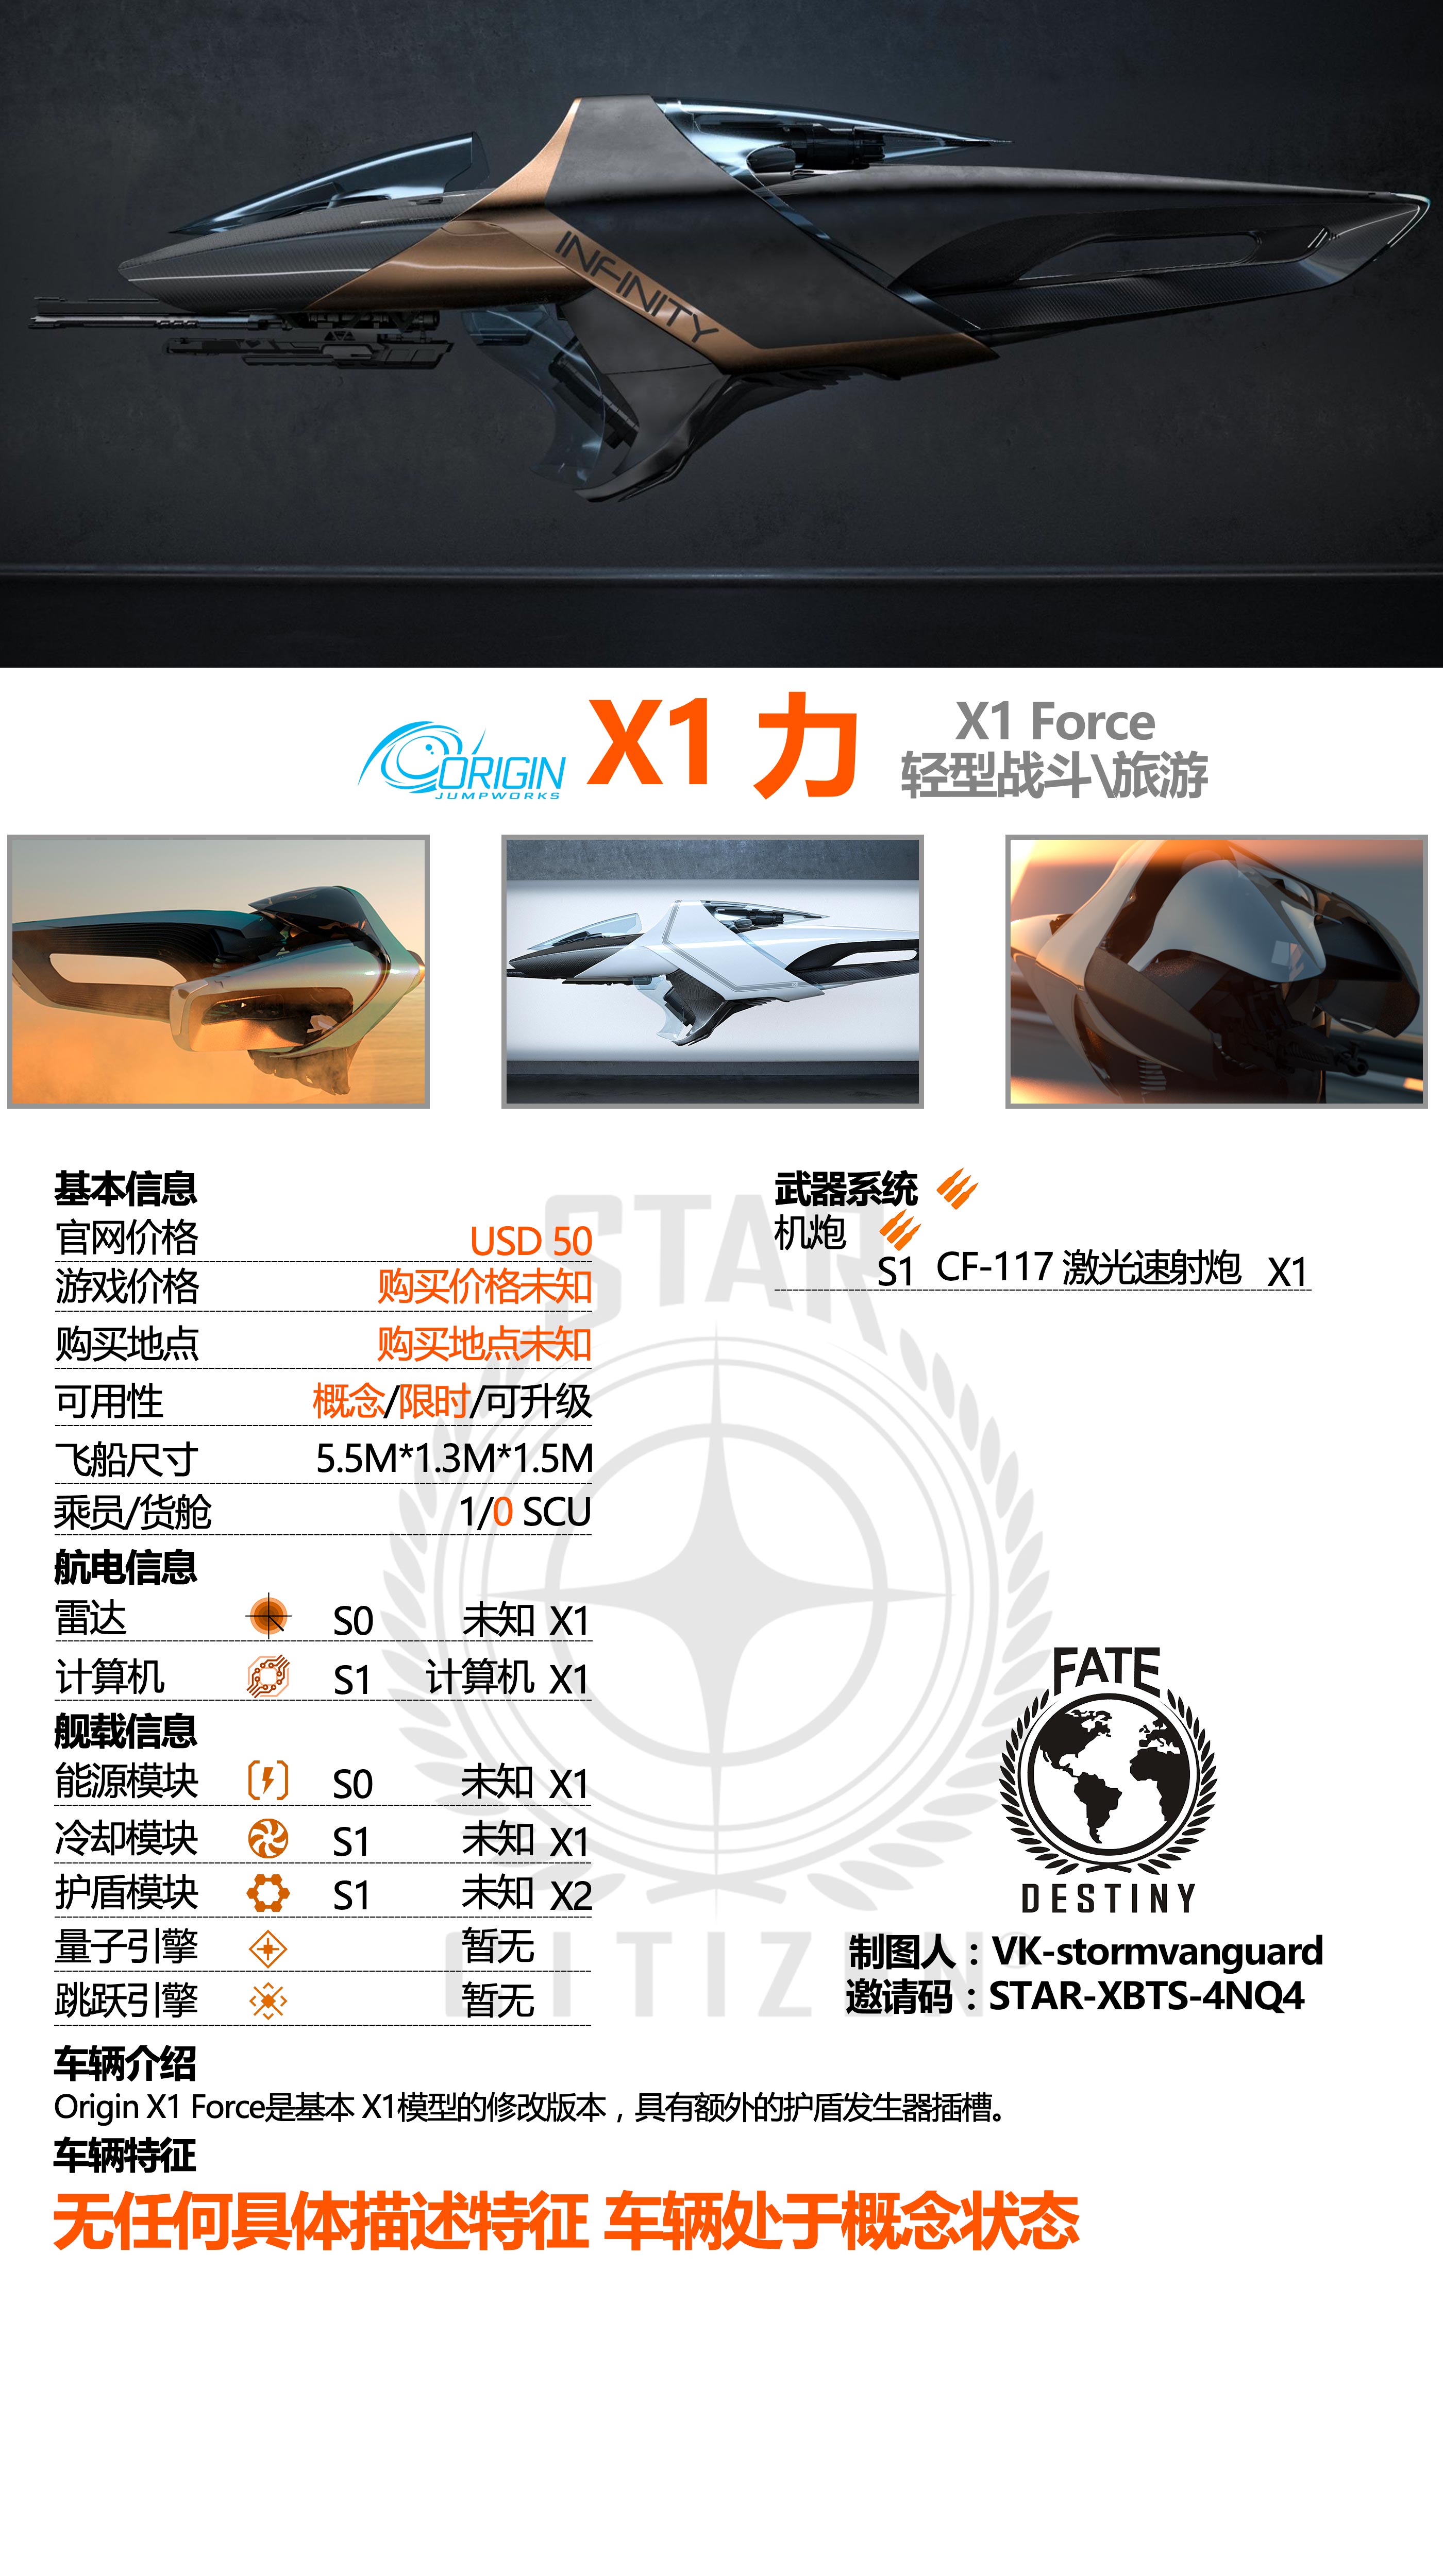 INFINITY
ORIGIN
JUMPWORKS
X1 力
X1 Force
轻型战斗\旅游
基本信息
官网价格 USD 50
游戏价格 购买价格未知
购买地点 购买地点未知
可用性 概念/限时/可升级
飞船尺寸 5.5M*1.3M*1.5M
乘员/货舱 1/0 SCU
航电信息
雷达 S0 未知 X1
计算机 S1 计算机 X1
舰载信息
能源模块 S0 未知 X1
冷却模块 S1 未知 X1
护盾模块 S1 未知 X2
量子引擎 暂无
跳跃引擎 暂无
武器系统
机炮
S1 CF-117 激光速射炮 X1
STAR
CITIZEN
FATE
DESTINY
制图人：VK-stormvanguard
邀请码：STAR-XBTS-4NQ4
车辆介绍
Origin X1 Force是基本 X1模型的修改版本，具有额外的护盾发生器插槽。
车辆特征
无任何具体描述特征 车辆处于概念状态